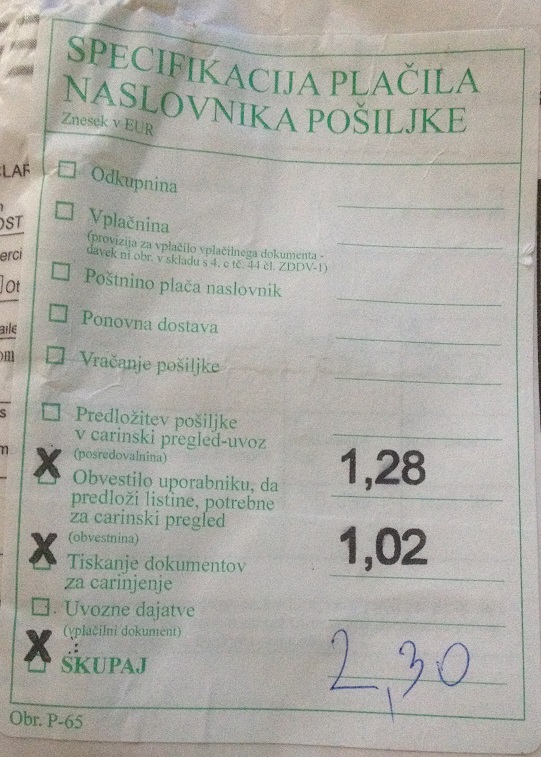 SPECIFIKACIJA PLAČILA
NASLOVNIKA POŠILJKE
Znesek v EUR
Odkupnina
Vplačnina
(provizija za vplačilo vplačilnega dokumenta -
davek ni obr. v skladu s 4. c tč. 44 čl. ZDDV-1)
Poštnino plača naslovnik
Ponovna dostava
Vračanje pošiljke
Predložitev pošiljke
v carinski pregled-uvoz
(posredovalnina)
X Obvestilo uporabniku, da 1,28
predloži listine, potrebne
za carinski pregled
(obvestnina)
X Tiskanje dokumentov 1,02
za carinjenje
Uvozne dajatve
(vplačilni dokument)
X SKUPAJ 2,30
Obr. P-65